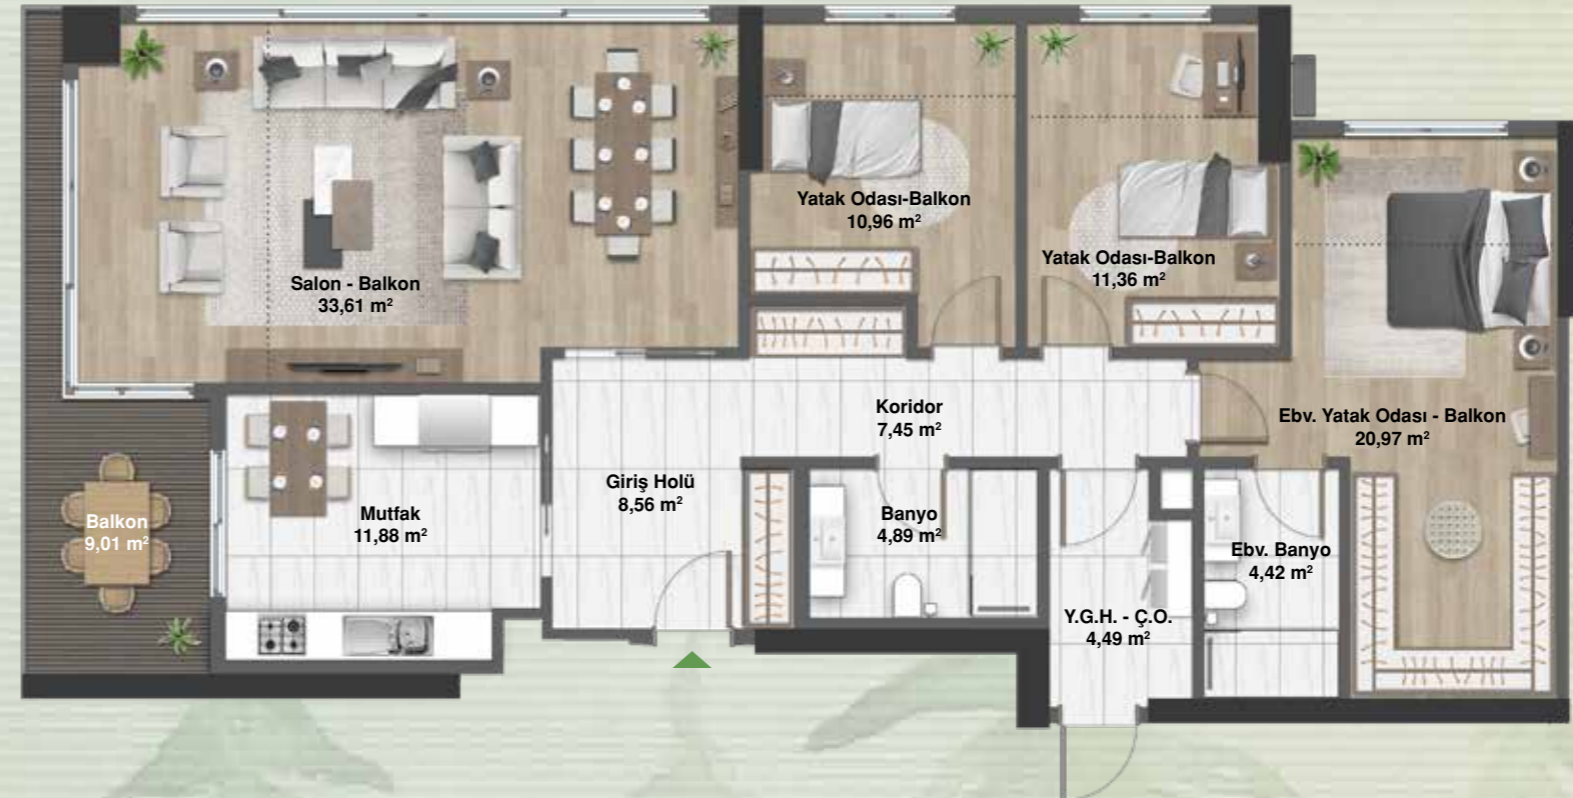 Yatak Odası-Balkon
10,96 m²
Yatak Odası-Balkon
11,36 m²
Salon - Balkon
33,61 m²
Koridor
7,45 m²
Ebv. Yatak Odası - Balkon
20,97 m²
Giriş Holü
8,56 m²
Balkon
9,01 m²
Mutfak
11,88 m²
Banyo
4,89 m²
Ebv. Banyo
4,42 m²
Y.G.H. - Ç.O.
4,49 m²